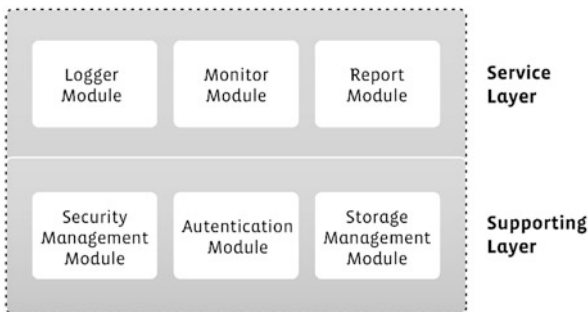 Logger
Module
Monitor
Module
Report
Module
Service
Layer
Security
Management
Module
Autentication
Module
Storage
Management
Module
Supporting
Layer